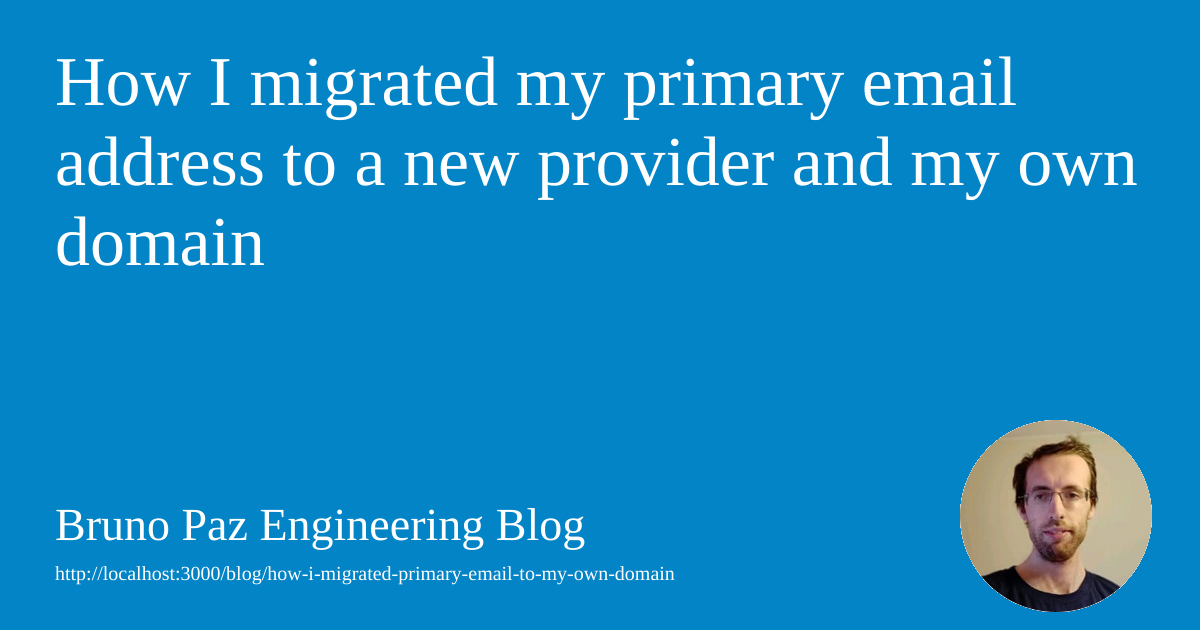 How I migrated my primary email
address to a new provider and my own
domain
Bruno Paz Engineering Blog
http://localhost:3000/blog/how-i-migrated-primary-email-to-my-own-domain